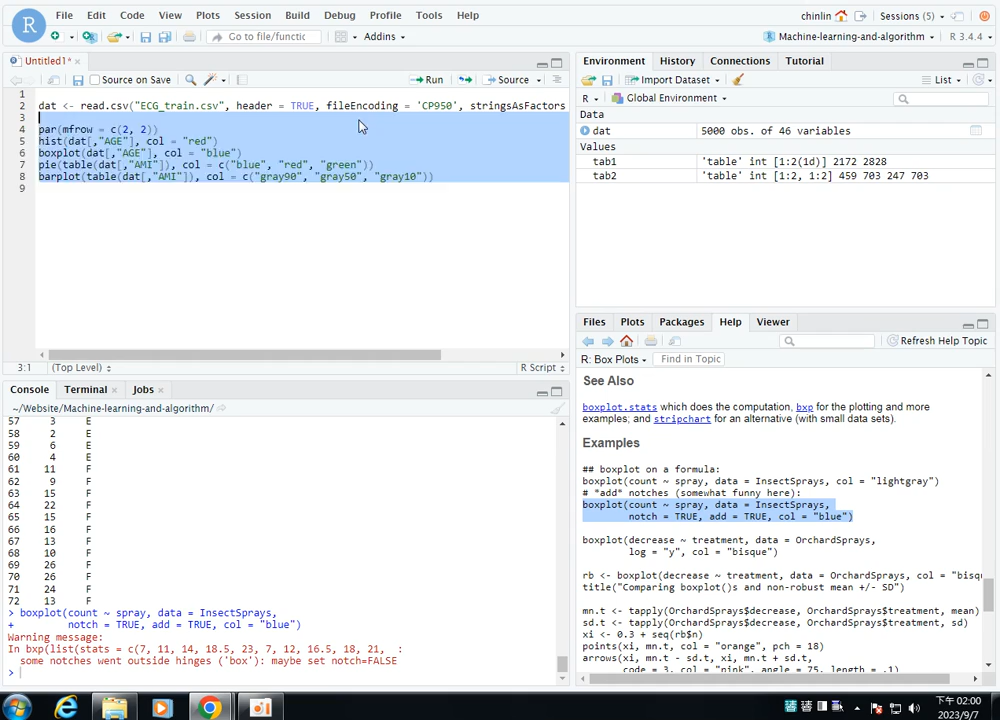 File Edit Code View Plots Session Build Debug Profile Tools Help
chinlin Sessions (5)
R Go to file/functic Addins
Machine-learning-and-algorithm R 3.4.4
Untitled1*
Source on Save Run Source
1
2 dat <- read.csv("ECG_train.csv", header = TRUE, fileEncoding = 'CP950', stringsAsFactors
3
4 par(mfrow = c(2, 2))
5 hist(dat[,"AGE"], col = "red")
6 boxplot(dat[,"AGE"], col = "blue")
7 pie(table(dat[,"AMI"]), col = c("blue", "red", "green"))
8 barplot(table(dat[,"AMI"]), col = c("gray90", "gray50", "gray10"))
9
3:1 (Top Level) R Script
Console Terminal Jobs
~/Website/Machine-learning-and-algorithm/
57 3 E
58 2 E
59 6 E
60 4 E
61 11 F
62 9 F
63 15 F
64 22 F
65 15 F
66 16 F
67 13 F
68 10 F
69 26 F
70 26 F
71 24 F
72 13 F
> boxplot(count ~ spray, data = InsectSprays,
+ notch = TRUE, add = TRUE, col = "blue")
Warning message:
In bxp(list(stats = c(7, 11, 14, 18.5, 23, 7, 12, 16.5, 18, 21, :
some notches went outside hinges ('box'): maybe set notch=FALSE
>
Environment History Connections Tutorial
Import Dataset List
R Global Environment
Data
dat 5000 obs. of 46 variables
Values
tab1 'table' int [1:2(1d)] 2172 2828
tab2 'table' int [1:2, 1:2] 459 703 247 703
Files Plots Packages Help Viewer
Refresh Help Topic
R: Box Plots Find in Topic
See Also
boxplot.stats which does the computation, bxp for the plotting and more
examples; and stripchart for an alternative (with small data sets).
Examples
## boxplot on a formula:
boxplot(count ~ spray, data = InsectSprays, col = "lightgray")
# *add* notches (somewhat funny here):
boxplot(count ~ spray, data = InsectSprays,
notch = TRUE, add = TRUE, col = "blue")
boxplot(decrease ~ treatment, data = OrchardSprays,
log = "y", col = "bisque")
rb <- boxplot(decrease ~ treatment, data = OrchardSprays, col = "bisq
title("Comparing boxplot()s and non-robust mean +/- SD")
mn.t <- tapply(OrchardSprays$decrease, OrchardSprays$treatment, mean)
sd.t <- tapply(OrchardSprays$decrease, OrchardSprays$treatment, sd)
xi <- 0.3 + seq(rb$n)
points(xi, mn.t, col = "orange", pch = 18)
arrows(xi, mn.t - sd.t, xi, mn.t + sd.t,
code = 3, col = "pink", angle = 75, length = .1)
下午 02:00
2023/9/7